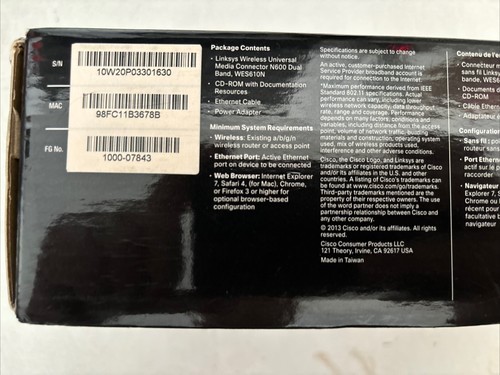 S/N
10W20P03301630
MAC
98FC11B3678B
FG No.
1000-07843
Package Contents
• Linksys Wireless Universal
Media Connector N600 Dual
Band, WES610N
• CD-ROM with Documentation
Resources
• Ethernet Cable
• Power Adapter
Minimum System Requirements
• Wireless: Existing a/b/g/n
wireless router or access point
• Ethernet Port: Active Ethernet
port on device to be connected
• Web Browser: Internet Explorer
7, Safari 4, (for Mac), Chrome,
or Firefox 3 or higher for
optional browser-based
configuration
Specifications are subject to change
without notice.
An active, customer-purchased Internet
Service Provider broadband account is
required for connection to the Internet.
*Maximum performance derived from IEEE
Standard 802.11 specifications. Actual
performance can vary, including lower
wireless network capacity, data throughput
rate, range and coverage. Performance
depends on many factors, conditions and
variables, including distance from the access
point, volume of network traffic, building
materials and construction, operating system
used, mix of wireless products used,
interference and other adverse conditions.
Cisco, the Cisco Logo, and Linksys are
trademarks or registered trademarks of Cisco
and/or its affiliates in the U.S. and other
countries. A listing of Cisco's trademarks can
be found at www.cisco.com/go/trademarks.
Third-party trademarks mentioned are the
property of their respective owners. The use
of the word partner does not imply a
partnership relationship between Cisco and
any other company.
© 2013 Cisco and/or its affiliates. All rights
reserved.
Cisco Consumer Products LLC
121 Theory, Irvine, CA 92617 USA
Made in Taiwan
Contenu de l'e
• Connecteur m
sans fil Links
bande, WES6
• Documents d
CD-ROM
• Câble Etherne
• Adaptateur
Configuration
• Sans fil :
routeur sans
• Port Ethern
actif sur le p
raccorder
• Navigateur
Explorer 7, S
Firefox 3 ou
configuratio
navigateur